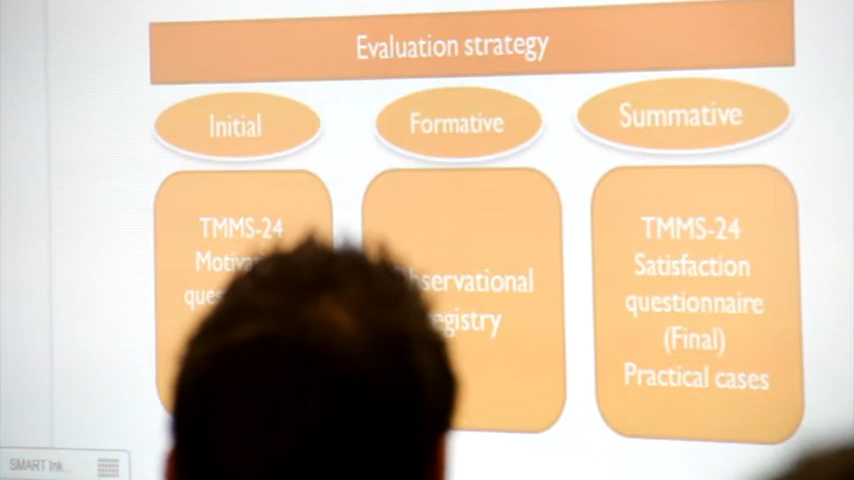 Evaluation strategy
Initial
Formative
Summative
TMMS-24
TMMS-24
Satisfaction
questionnaire
(Final)
Practical cases
SMART Ink...